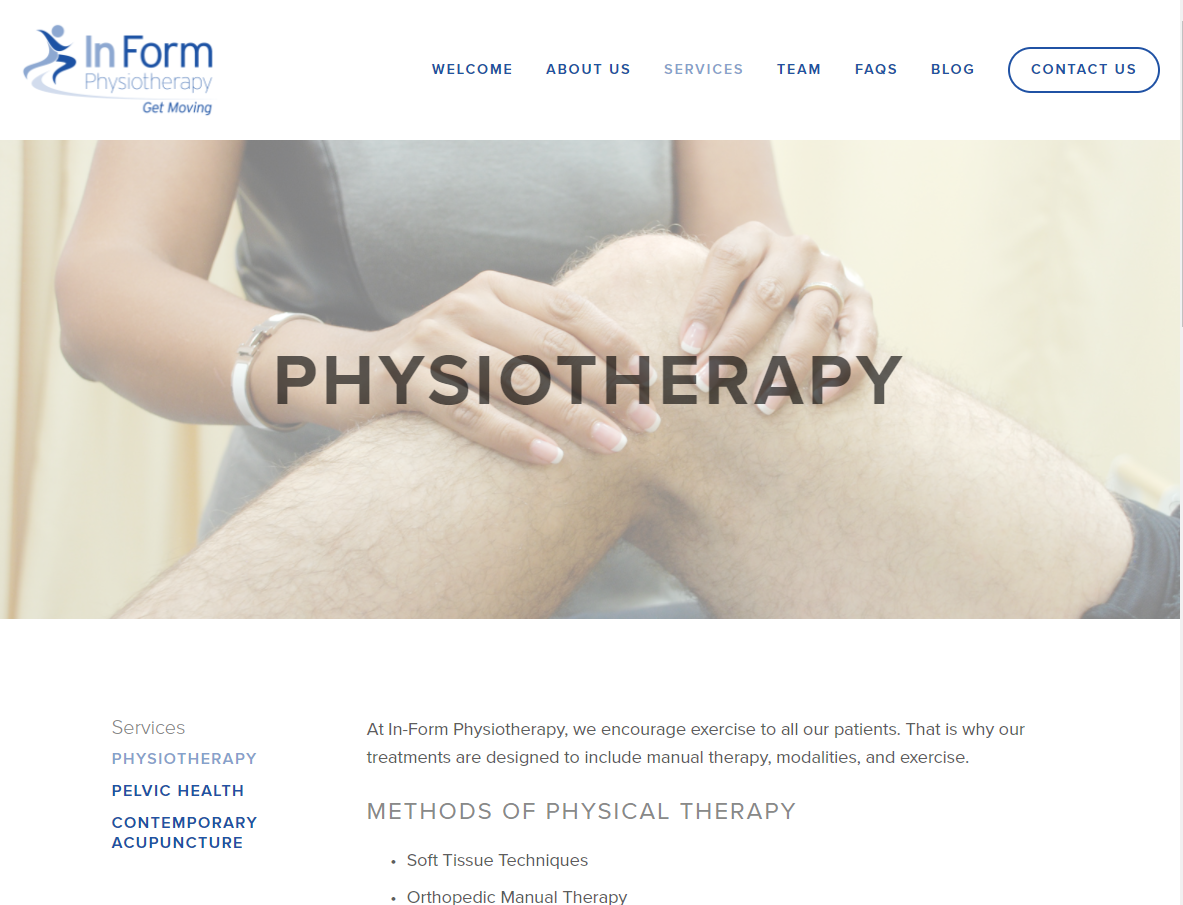 In Form
Physiotherapy
Get Moving
WELCOME
ABOUT US
SERVICES
TEAM
FAQS
BLOG
CONTACT US
PHYSIOTHERAPY
Services
PHYSIOTHERAPY
PELVIC HEALTH
CONTEMPORARY
ACUPUNCTURE
At In-Form Physiotherapy, we encourage exercise to all our patients. That is why our
treatments are designed to include manual therapy, modalities, and exercise.
METHODS OF PHYSICAL THERAPY
• Soft Tissue Techniques
• Orthopedic Manual Therapy